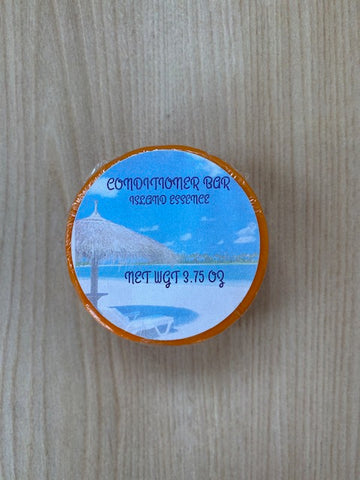 CONDITIONER BAR
ISLAND ESSENCE
NET WGT 3.75 OZ